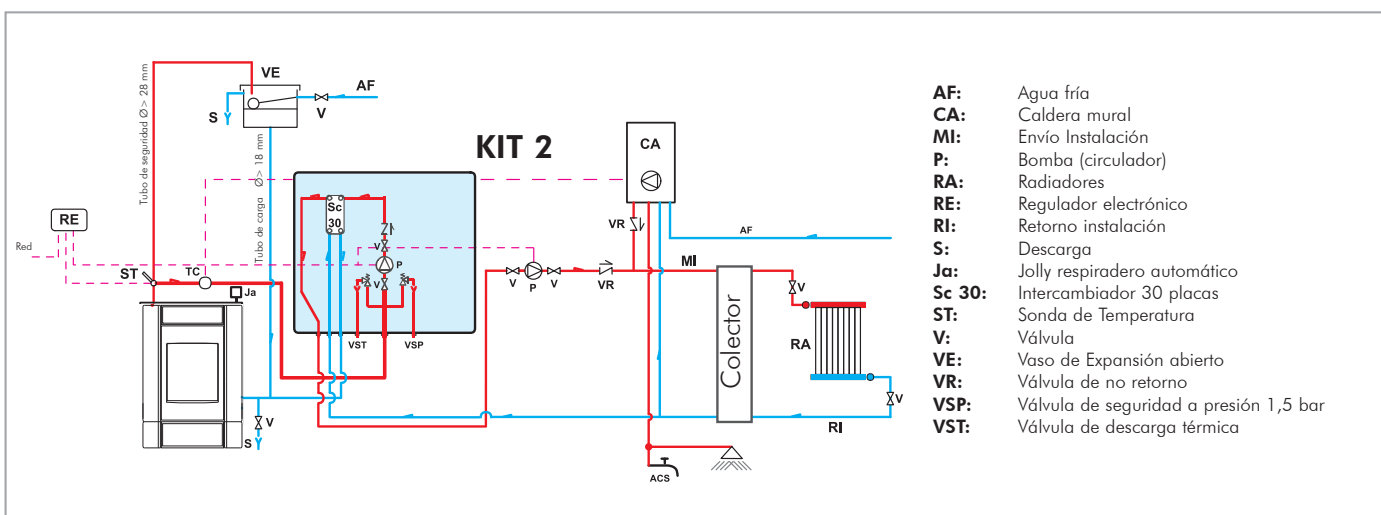 Tubo de seguridad Ø> 28 mm
VE
AF
S
V
Tubo de carga Ø> 18 mm
KIT 2
CA
RE
Red
ST
TC
Ja
Sc
30
V
P
V
VST
VSP
VR
AF
V
P
V
VR
MI
Colector
V
RA
V
RI
V
S
ACS
AF: Agua fría
CA: Caldera mural
MI: Envío Instalación
P: Bomba (circulador)
RA: Radiadores
RE: Regulador electrónico
RI: Retorno instalación
S: Descarga
Ja: Jolly respiradero automático
Sc 30: Intercambiador 30 placas
ST: Sonda de Temperatura
V: Válvula
VE: Vaso de Expansión abierto
VR: Válvula de no retorno
VSP: Válvula de seguridad a presión 1,5 bar
VST: Válvula de descarga térmica